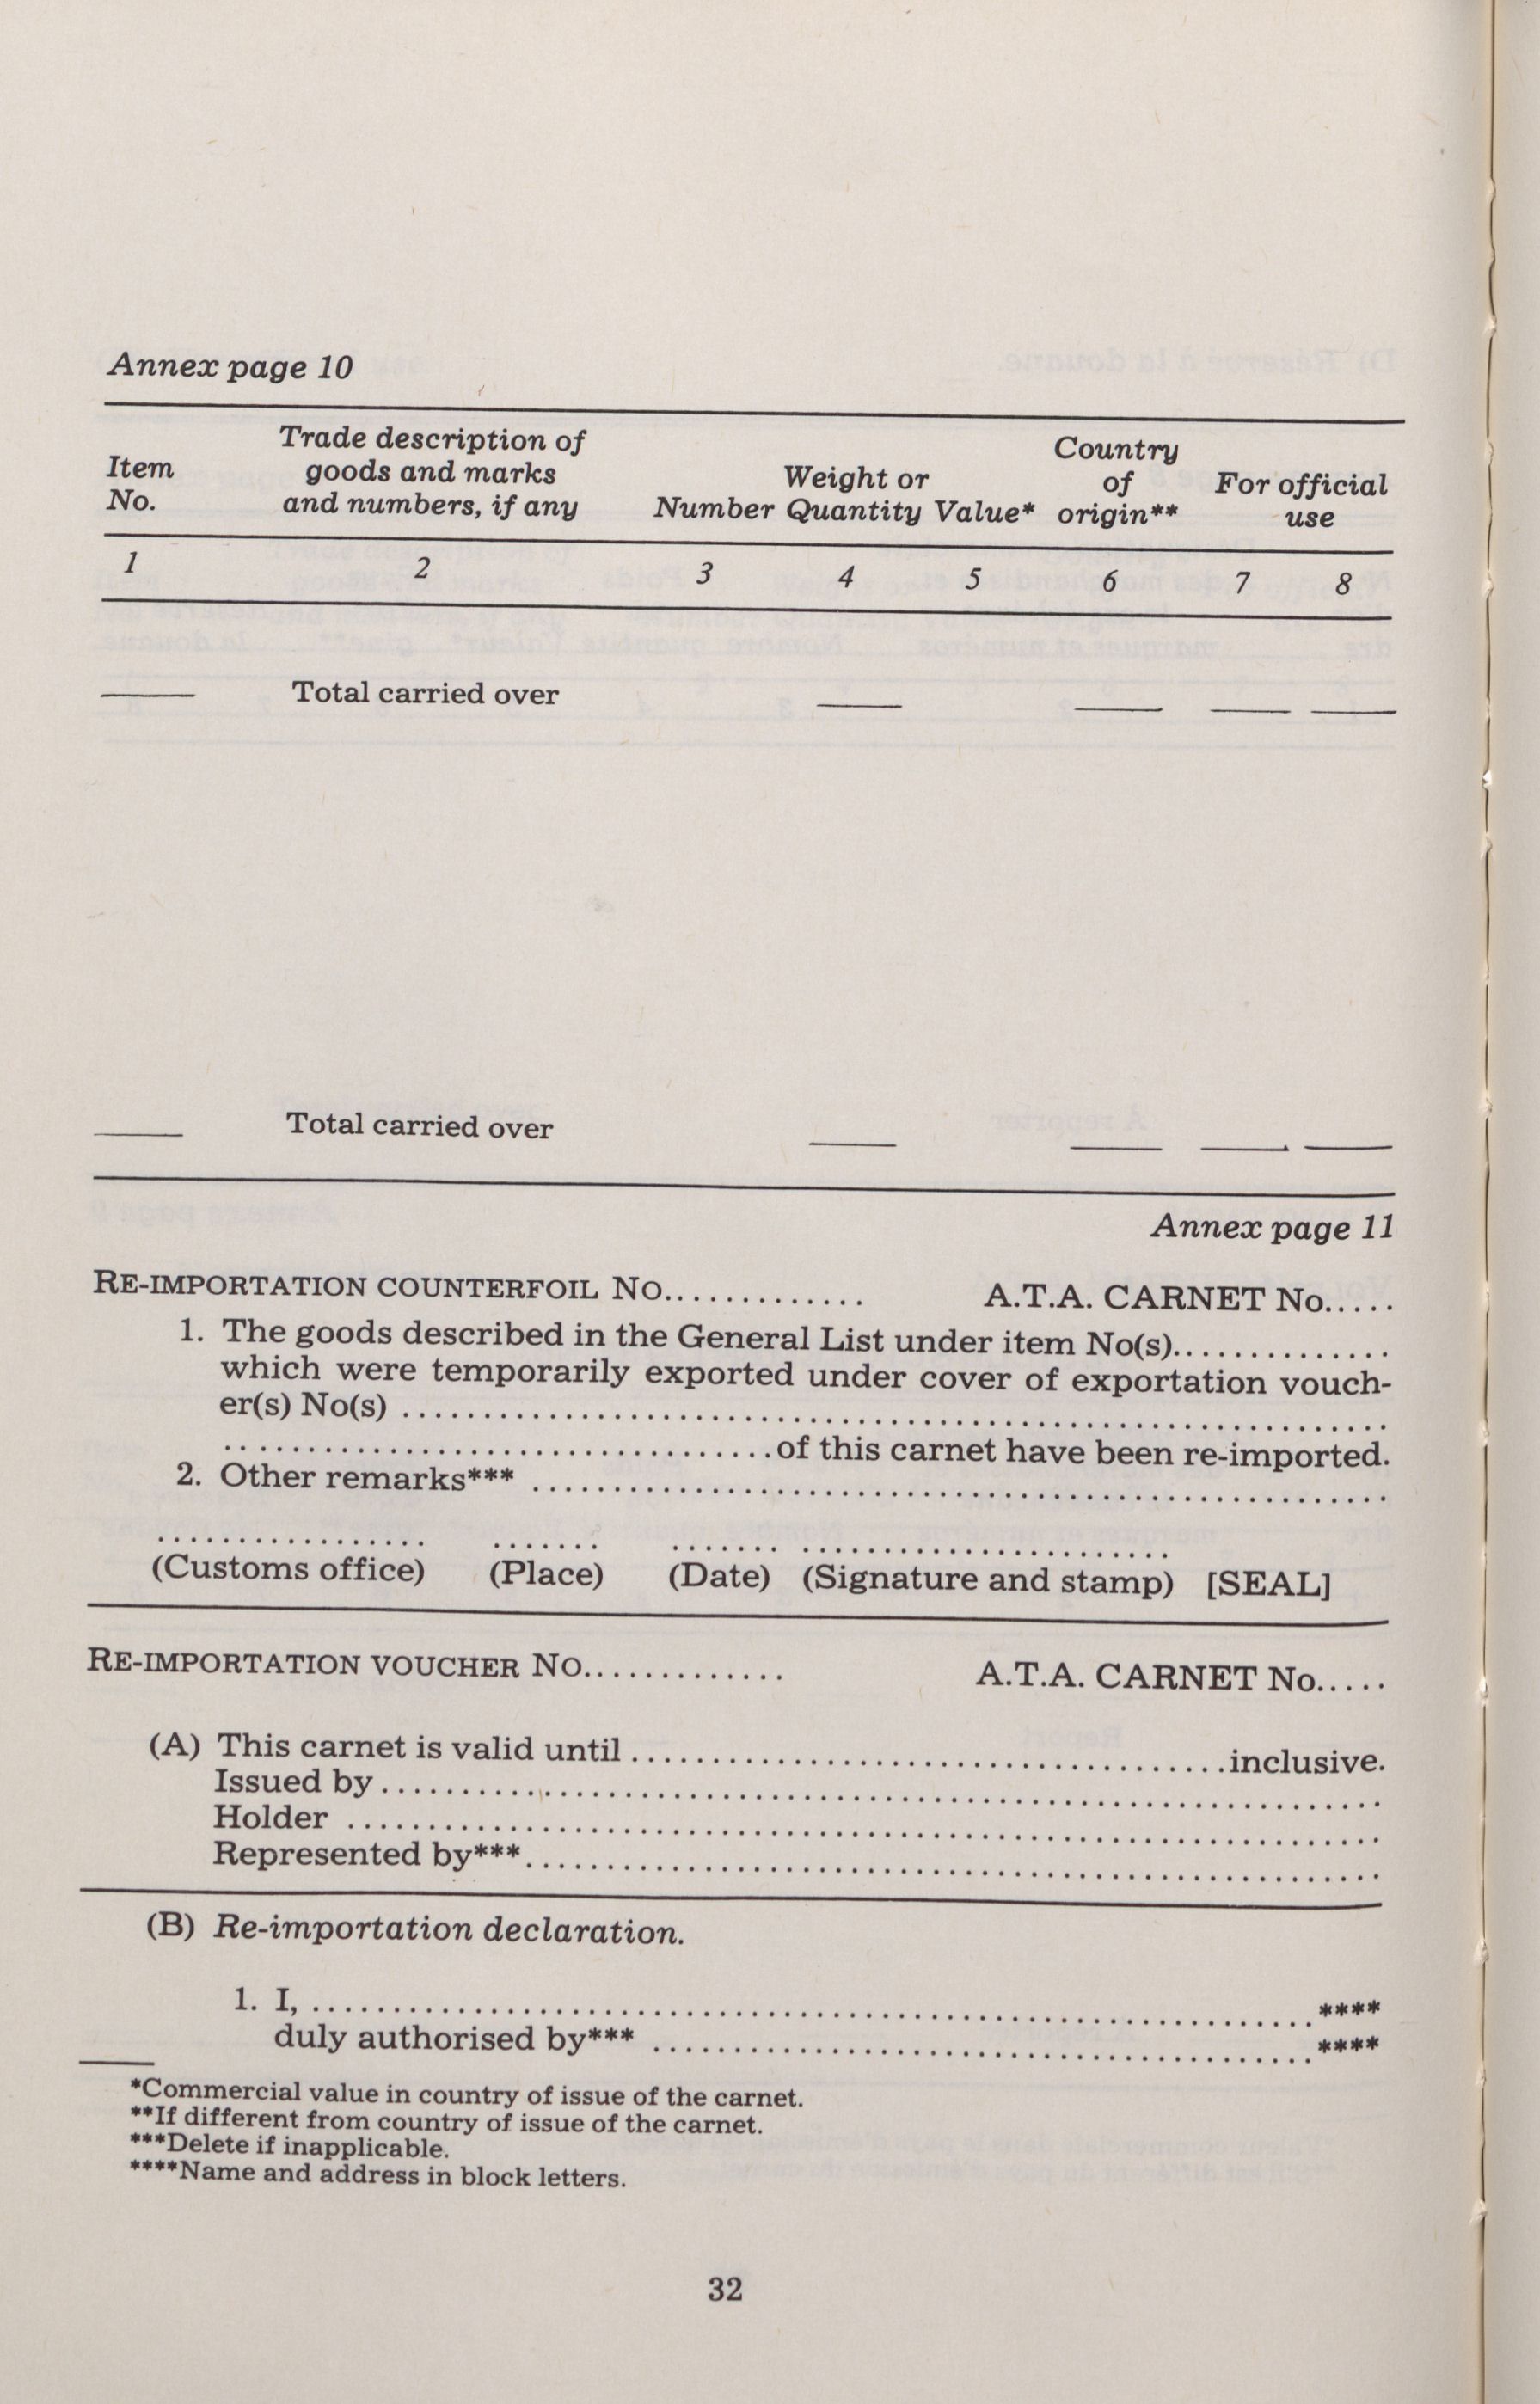 Annex page 10
Item No. Trade description of goods and marks and numbers, if any Number Weight or Quantity Value* Country of origin** For official use
1 2 3 4 5 6 7 8
Total carried over
Total carried over
Annex page 11
RE-IMPORTATION COUNTERFOIL NO............. A.T.A. CARNET No.....
1. The goods described in the General List under item No(s)..............
which were temporarily exported under cover of exportation vouch-
er(s) No(s) .............................................................
..................................of this carnet have been re-imported.
2. Other remarks*** .....................................................
................. ....... ....... .......................
(Customs office) (Place) (Date) (Signature and stamp) [SEAL]
RE-IMPORTATION VOUCHER NO............. A.T.A. CARNET No.....
(A) This carnet is valid until .....................................inclusive.
Issued by..............................................................
Holder ................................................................
Represented by***.....................................................
(B) Re-importation declaration.
1. I, ..............................................................****
duly authorised by*** .........................................****
*Commercial value in country of issue of the carnet.
**If different from country of issue of the carnet.
***Delete if inapplicable.
****Name and address in block letters.
32